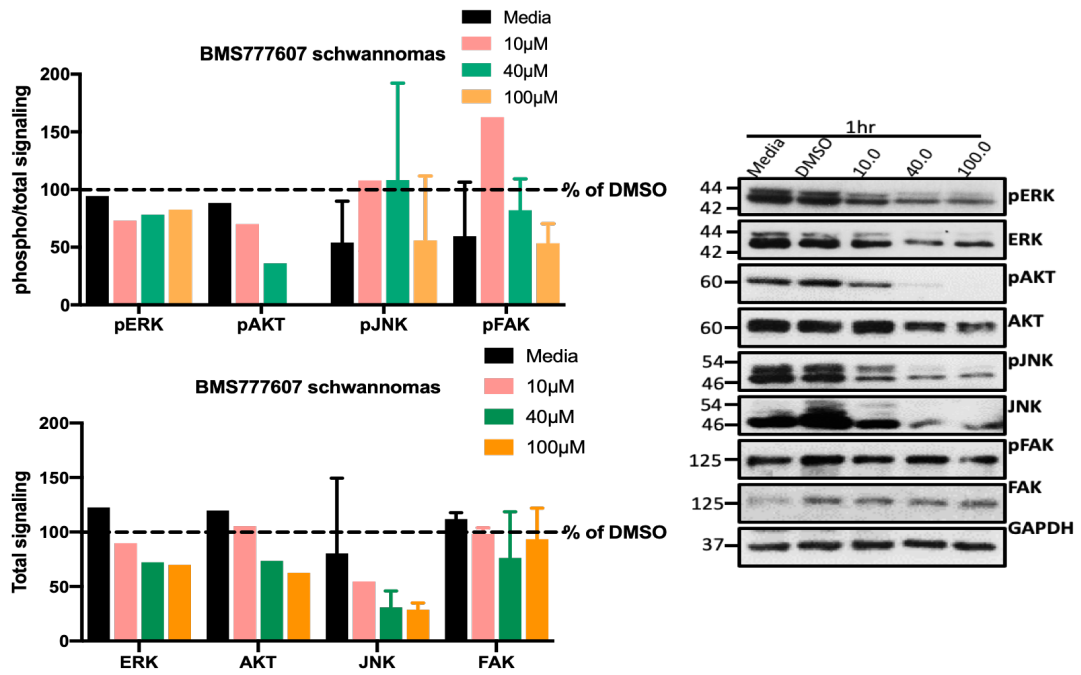 Media
10µM
40µM
100µM
BMS777607 schwannomas
phospho/total signaling
200
150
100
50
0
% of DMSO
pERK pAKT pJNK pFAK
Media
10µM
40µM
100µM
BMS777607 schwannomas
Total signaling
200
150
100
50
0
% of DMSO
ERK AKT JNK FAK
1hr
Media DMSO 10.0 40.0 100.0
44
42
pERK
44
42
ERK
60
pAKT
60
AKT
54
46
pJNK
54
46
JNK
125
pFAK
125
FAK
37
GAPDH